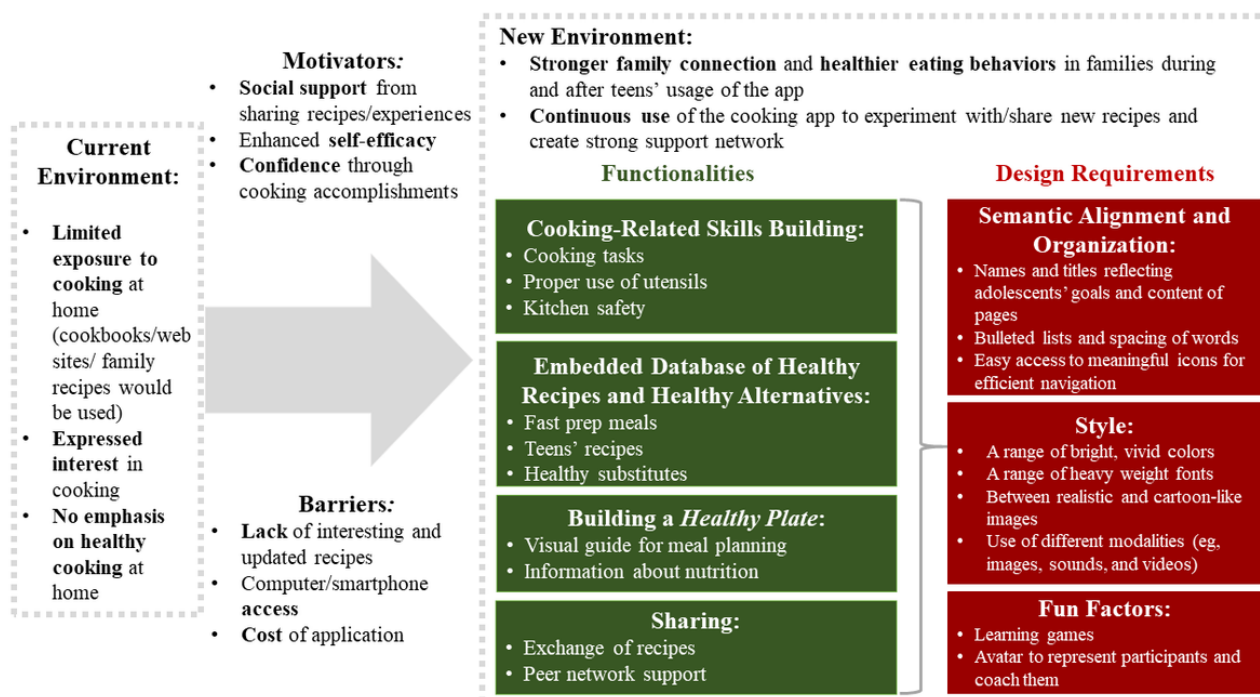 Current
Environment:
• Limited
exposure to
cooking at
home
(cookbooks/web
sites/ family
recipes would
be used)
• Expressed
interest in
cooking
• No emphasis
on healthy
cooking at
home
Motivators:
• Social support from
sharing recipes/experiences
• Enhanced self-efficacy
• Confidence through
cooking accomplishments
Barriers:
• Lack of interesting and
updated recipes
• Computer/smartphone
access
• Cost of application
New Environment:
• Stronger family connection and healthier eating behaviors in families during
and after teens’ usage of the app
• Continuous use of the cooking app to experiment with/share new recipes and
create strong support network
Functionalities
Cooking-Related Skills Building:
• Cooking tasks
• Proper use of utensils
• Kitchen safety
Embedded Database of Healthy
Recipes and Healthy Alternatives:
• Fast prep meals
• Teens’ recipes
• Healthy substitutes
Building a Healthy Plate:
• Visual guide for meal planning
• Information about nutrition
Sharing:
• Exchange of recipes
• Peer network support
Design Requirements
Semantic Alignment and
Organization:
• Names and titles reflecting
adolescents’ goals and content of
pages
• Bulleted lists and spacing of words
• Easy access to meaningful icons for
efficient navigation
Style:
• A range of bright, vivid colors
• A range of heavy weight fonts
• Between realistic and cartoon-like
images
• Use of different modalities (eg,
images, sounds, and videos)
Fun Factors:
• Learning games
• Avatar to represent participants and
coach them